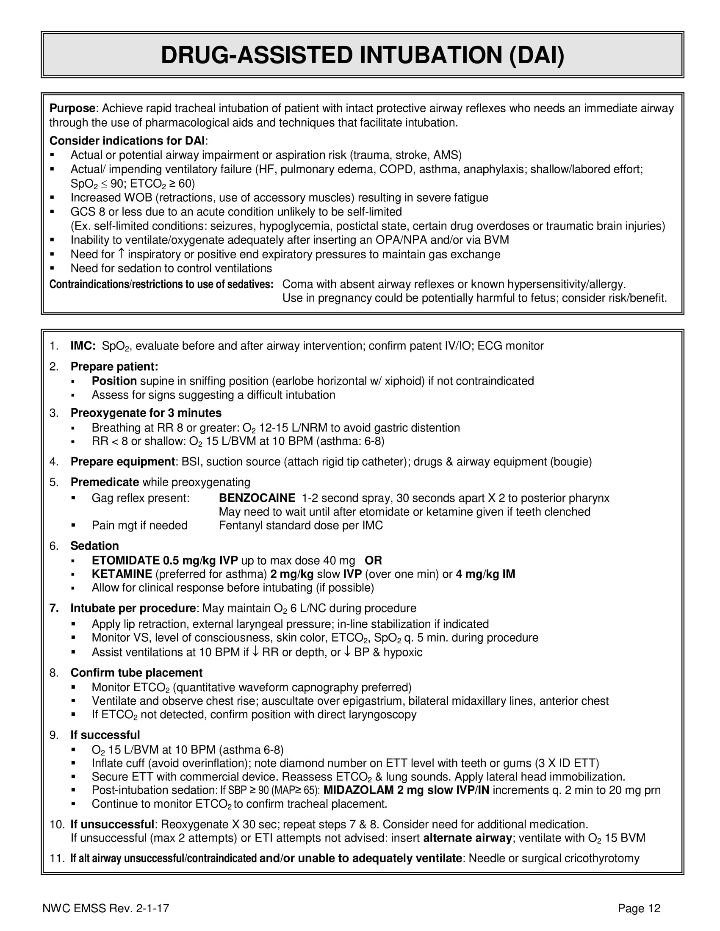 DRUG-ASSISTED INTUBATION (DAI)
Purpose: Achieve rapid tracheal intubation of patient with intact protective airway reflexes who needs an immediate airway
through the use of pharmacological aids and techniques that facilitate intubation.
Consider indications for DAI:
▪ Actual or potential airway impairment or aspiration risk (trauma, stroke, AMS)
▪ Actual/ impending ventilatory failure (HF, pulmonary edema, COPD, asthma, anaphylaxis; shallow/labored effort;
SpO₂ ≤ 90; ETCO₂ ≥ 60)
▪ Increased WOB (retractions, use of accessory muscles) resulting in severe fatigue
▪ GCS 8 or less due to an acute condition unlikely to be self-limited
(Ex. self-limited conditions: seizures, hypoglycemia, postictal state, certain drug overdoses or traumatic brain injuries)
▪ Inability to ventilate/oxygenate adequately after inserting an OPA/NPA and/or via BVM
▪ Need for ↑ inspiratory or positive end expiratory pressures to maintain gas exchange
▪ Need for sedation to control ventilations
Contraindications/restrictions to use of sedatives: Coma with absent airway reflexes or known hypersensitivity/allergy.
Use in pregnancy could be potentially harmful to fetus; consider risk/benefit.
1. IMC: SpO₂, evaluate before and after airway intervention; confirm patent IV/IO; ECG monitor
2. Prepare patient:
▪ Position supine in sniffing position (earlobe horizontal w/ xiphoid) if not contraindicated
▪ Assess for signs suggesting a difficult intubation
3. Preoxygenate for 3 minutes
▪ Breathing at RR 8 or greater: O₂ 12-15 L/NRM to avoid gastric distention
▪ RR < 8 or shallow: O₂ 15 L/BVM at 10 BPM (asthma: 6-8)
4. Prepare equipment: BSI, suction source (attach rigid tip catheter); drugs & airway equipment (bougie)
5. Premedicate while preoxygenating
▪ Gag reflex present: BENZOCAINE 1-2 second spray, 30 seconds apart X 2 to posterior pharynx
May need to wait until after etomidate or ketamine given if teeth clenched
▪ Pain mgt if needed Fentanyl standard dose per IMC
6. Sedation
▪ ETOMIDATE 0.5 mg/kg IVP up to max dose 40 mg OR
▪ KETAMINE (preferred for asthma) 2 mg/kg slow IVP (over one min) or 4 mg/kg IM
▪ Allow for clinical response before intubating (if possible)
7. Intubate per procedure: May maintain O₂ 6 L/NC during procedure
▪ Apply lip retraction, external laryngeal pressure; in-line stabilization if indicated
▪ Monitor VS, level of consciousness, skin color, ETCO₂, SpO₂ q. 5 min. during procedure
▪ Assist ventilations at 10 BPM if ↓ RR or depth, or ↓ BP & hypoxic
8. Confirm tube placement
▪ Monitor ETCO₂ (quantitative waveform capnography preferred)
▪ Ventilate and observe chest rise; auscultate over epigastrium, bilateral midaxillary lines, anterior chest
▪ If ETCO₂ not detected, confirm position with direct laryngoscopy
9. If successful
▪ O₂ 15 L/BVM at 10 BPM (asthma 6-8)
▪ Inflate cuff (avoid overinflation); note diamond number on ETT level with teeth or gums (3 X ID ETT)
▪ Secure ETT with commercial device. Reassess ETCO₂ & lung sounds. Apply lateral head immobilization.
▪ Post-intubation sedation: If SBP ≥ 90 (MAP≥ 65): MIDAZOLAM 2 mg slow IVP/IN increments q. 2 min to 20 mg prn
▪ Continue to monitor ETCO₂ to confirm tracheal placement.
10. If unsuccessful: Reoxygenate X 30 sec; repeat steps 7 & 8. Consider need for additional medication.
If unsuccessful (max 2 attempts) or ETI attempts not advised: insert alternate airway; ventilate with O₂ 15 BVM
11. If alt airway unsuccessful/contraindicated and/or unable to adequately ventilate: Needle or surgical cricothyrotomy
NWC EMSS Rev. 2-1-17 Page 12